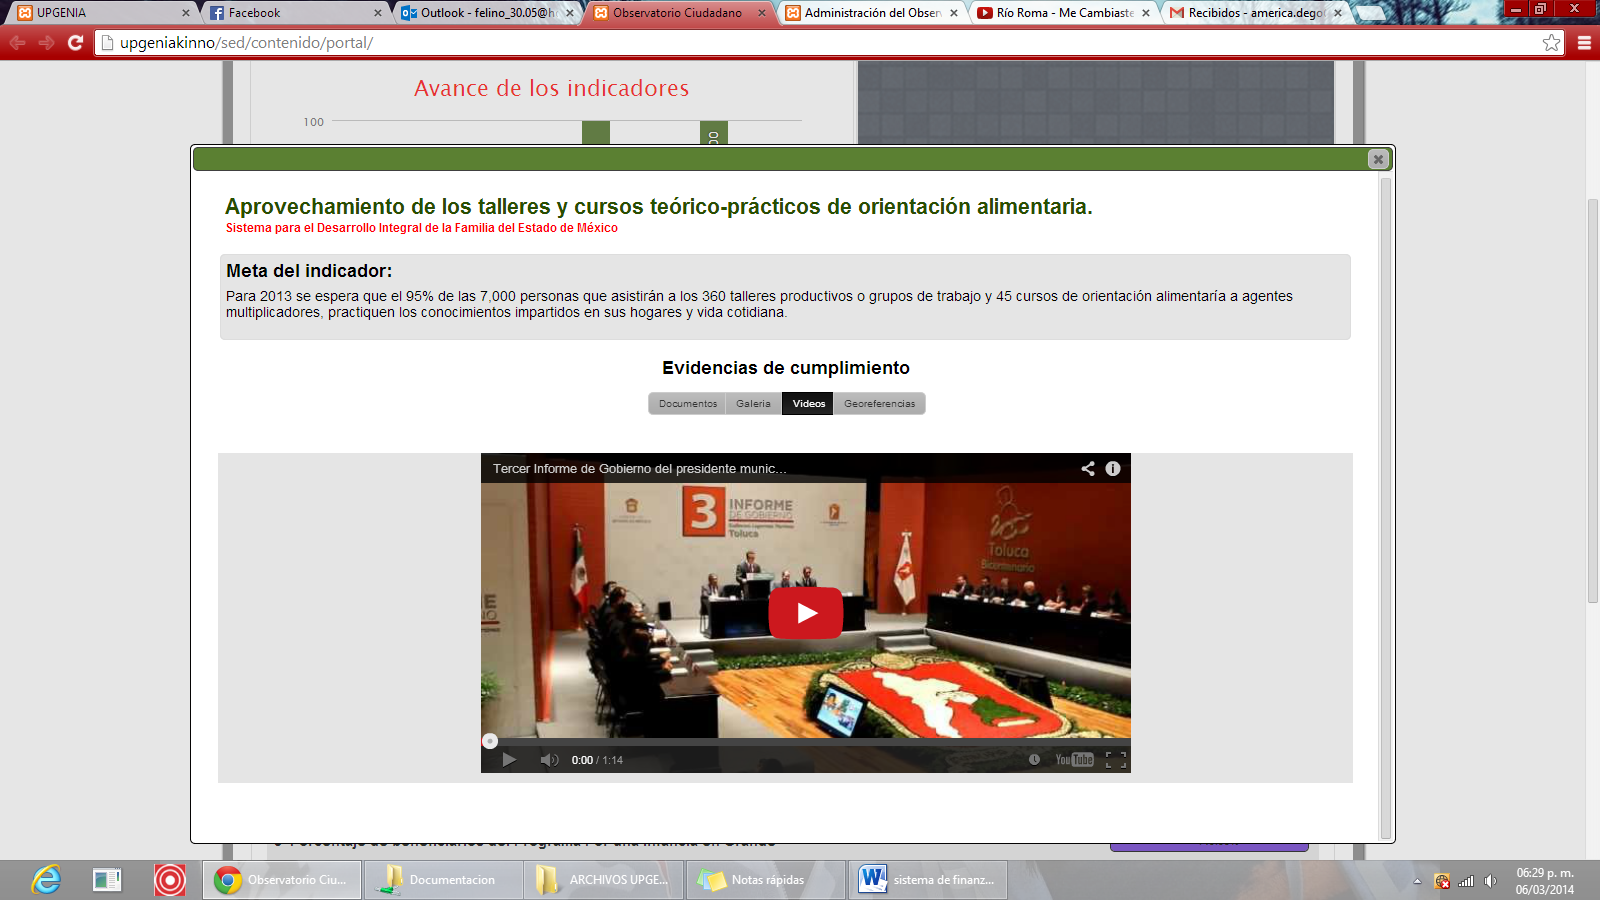 UPGENIA
Facebook
Outlook - felino_30.05@h
Observatorio Ciudadano
Administración del Obser
Río Roma - Me Cambiaste
Recibidos - america.dego
upgeniakinno/sed/contenido/portal/
Avance de los indicadores
100
Aprovechamiento de los talleres y cursos teórico-prácticos de orientación alimentaria.
Sistema para el Desarrollo Integral de la Familia del Estado de México
Meta del indicador:
Para 2013 se espera que el 95% de las 7,000 personas que asistirán a los 360 talleres productivos o grupos de trabajo y 45 cursos de orientación alimentaría a agentes
multiplicadores, practiquen los conocimientos impartidos en sus hogares y vida cotidiana.
Evidencias de cumplimiento
Documentos
Galeria
Videos
Georeferencias
Tercer Informe de Gobierno del presidente munic...
3 INFORME
DE GOBIERNO
Toluca
Toluca
Bicentenario
0:00 / 1:14
YouTube
Observatorio Ciu...
Documentacion
ARCHIVOS UPGE...
Notas rápidas
sistema de finanz...
06:29 p. m.
06/03/2014